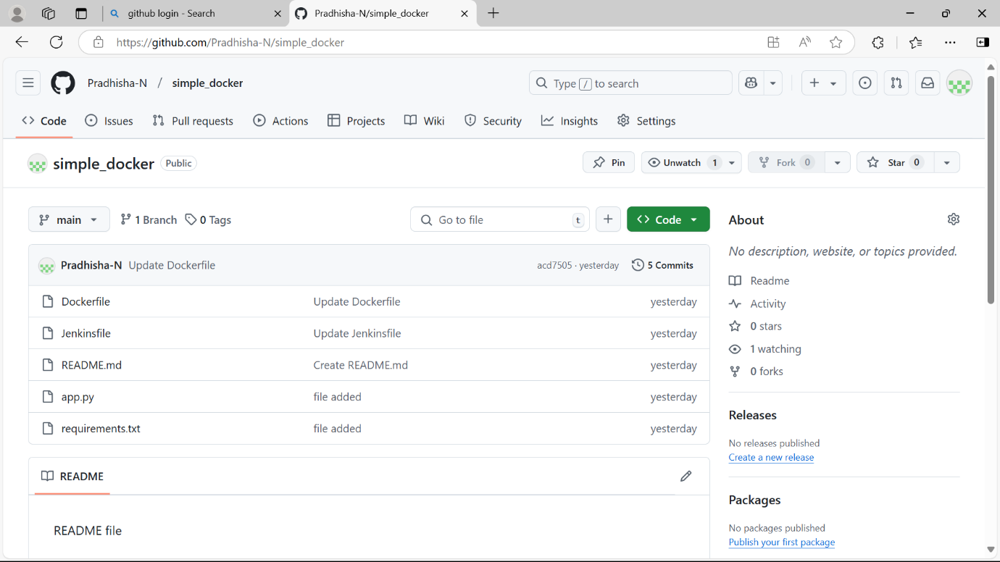 github login - Search
Pradhisha-N/simple_docker
https://github.com/Pradhisha-N/simple_docker
Pradhisha-N / simple_docker
Type / to search
Code Issues Pull requests Actions Projects Wiki Security Insights Settings
simple_docker Public
Pin Unwatch 1 Fork 0 Star 0
main 1 Branch 0 Tags Go to file t + Code
Pradhisha-N Update Dockerfile acd7505 · yesterday 5 Commits
Dockerfile Update Dockerfile yesterday
Jenkinsfile Update Jenkinsfile yesterday
README.md Create README.md yesterday
app.py file added yesterday
requirements.txt file added yesterday
README
README file
About
No description, website, or topics provided.
Readme
Activity
0 stars
1 watching
0 forks
Releases
No releases published
Create a new release
Packages
No packages published
Publish your first package